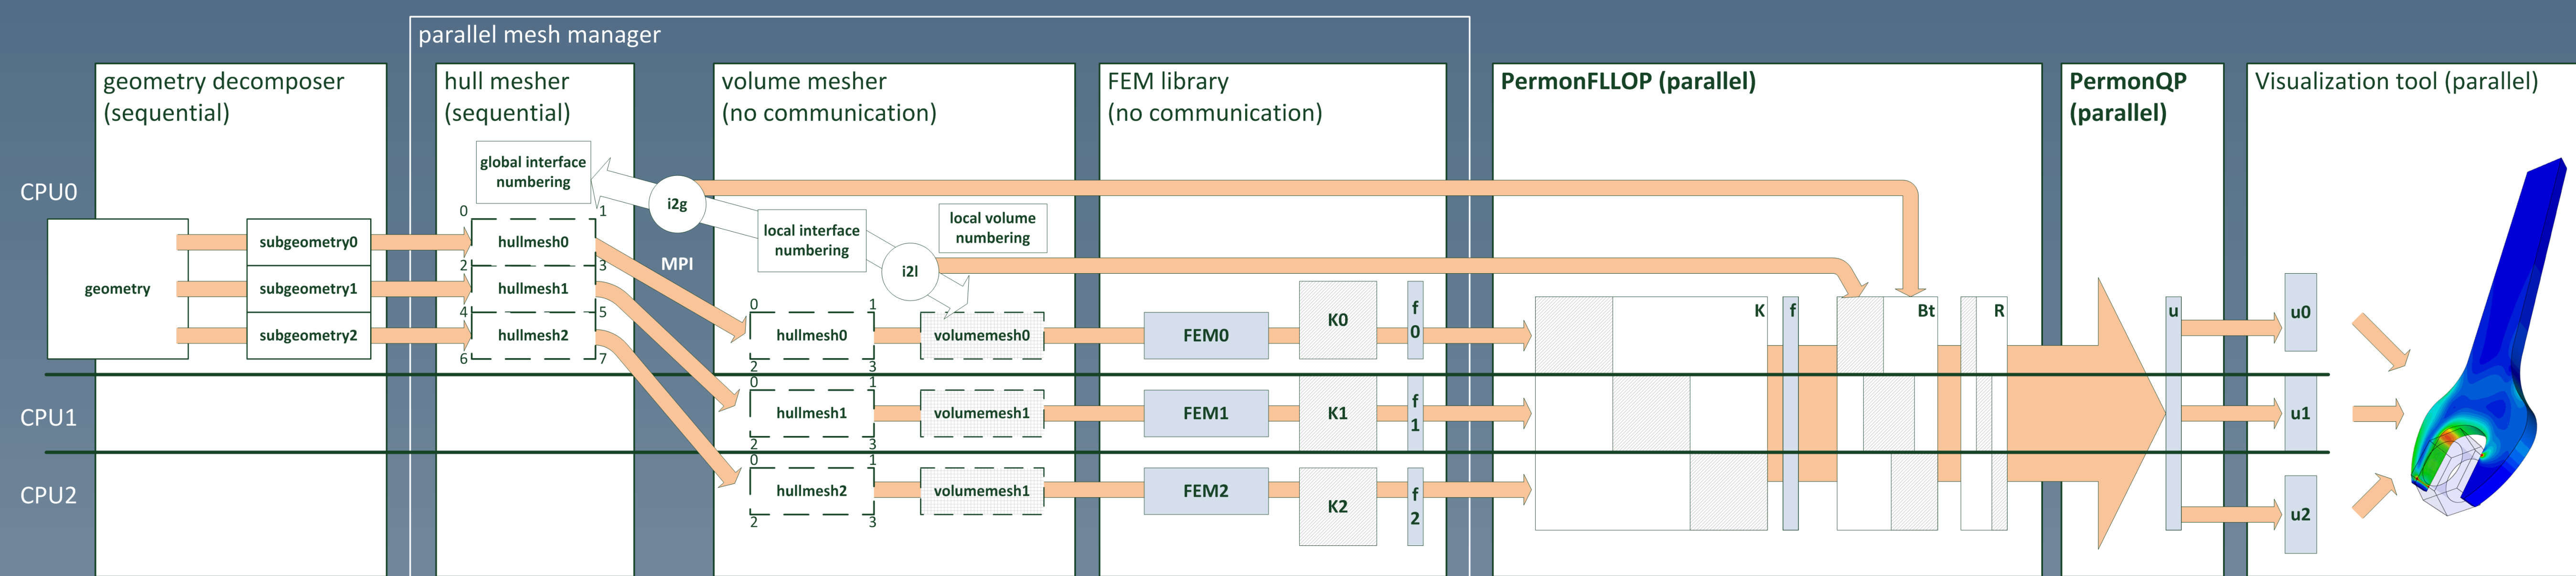 parallel mesh manager
geometry decomposer
(sequential)
hull mesher
(sequential)
volume mesher
(no communication)
FEM library
(no communication)
PermonFLLOP (parallel)
PermonQP
(parallel)
Visualization tool (parallel)
CPU0
CPU1
CPU2
geometry
subgeometry0
subgeometry1
subgeometry2
global interface
numbering
0
1
hullmesh0
2
3
hullmesh1
4
5
hullmesh2
6
7
i2g
MPI
local interface
numbering
i2l
local volume
numbering
0
1
hullmesh0
2
3
volumemesh0
0
1
hullmesh1
2
3
volumemesh1
0
1
hullmesh2
2
3
volumemesh1
FEM0
K0
f
0
FEM1
K1
f
1
FEM2
K2
f
2
K
f
Bt
R
u
u0
u1
u2